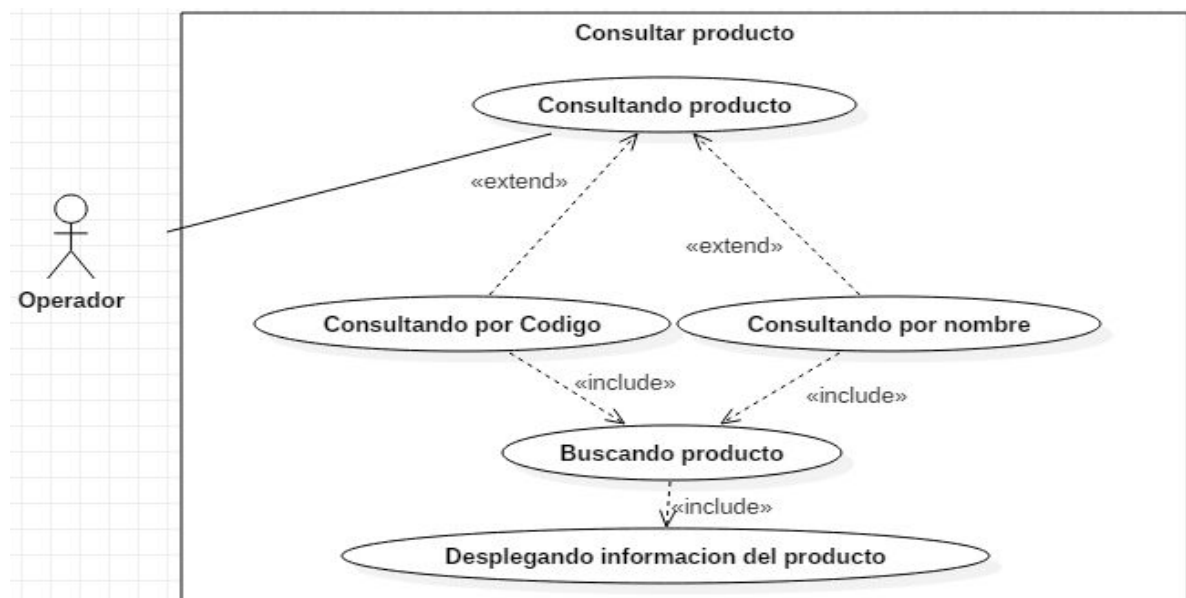 Consultar producto
Consultando producto
«extend»
«extend»
Operador
Consultando por Codigo
Consultando por nombre
«include»
«include»
Buscando producto
«include»
Desplegando informacion del producto